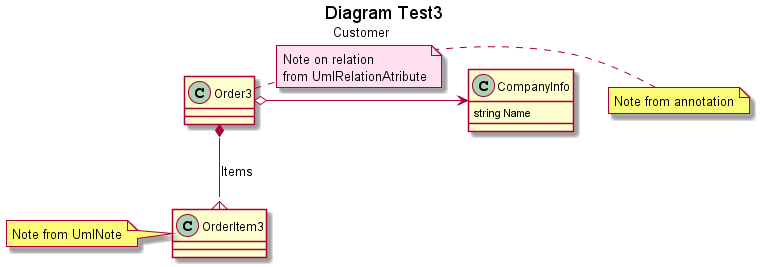 Diagram Test3
Customer
Note on relation
from UmlRelationAtribute
C Order3
C CompanyInfo
string Name
Note from annotation
Items
C OrderItem3
Note from UmlNote